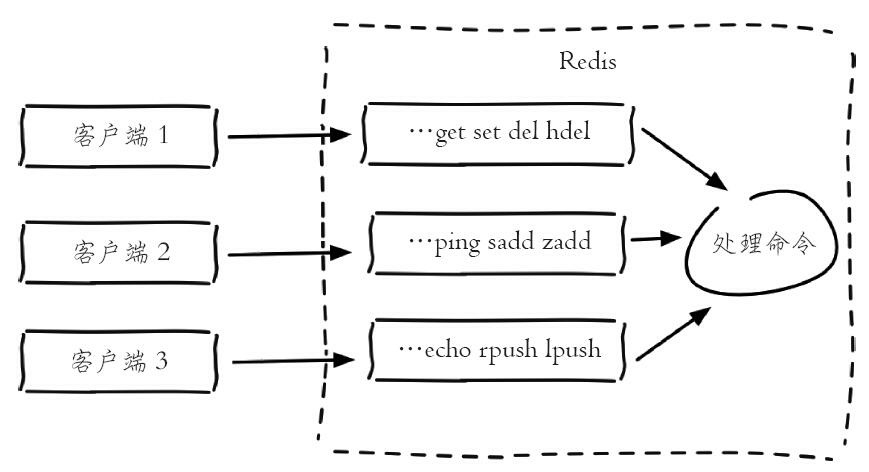 Redis
客户端 1
…get set del hdel
客户端 2
…ping sadd zadd
处理命令
客户端 3
…echo rpush lpush